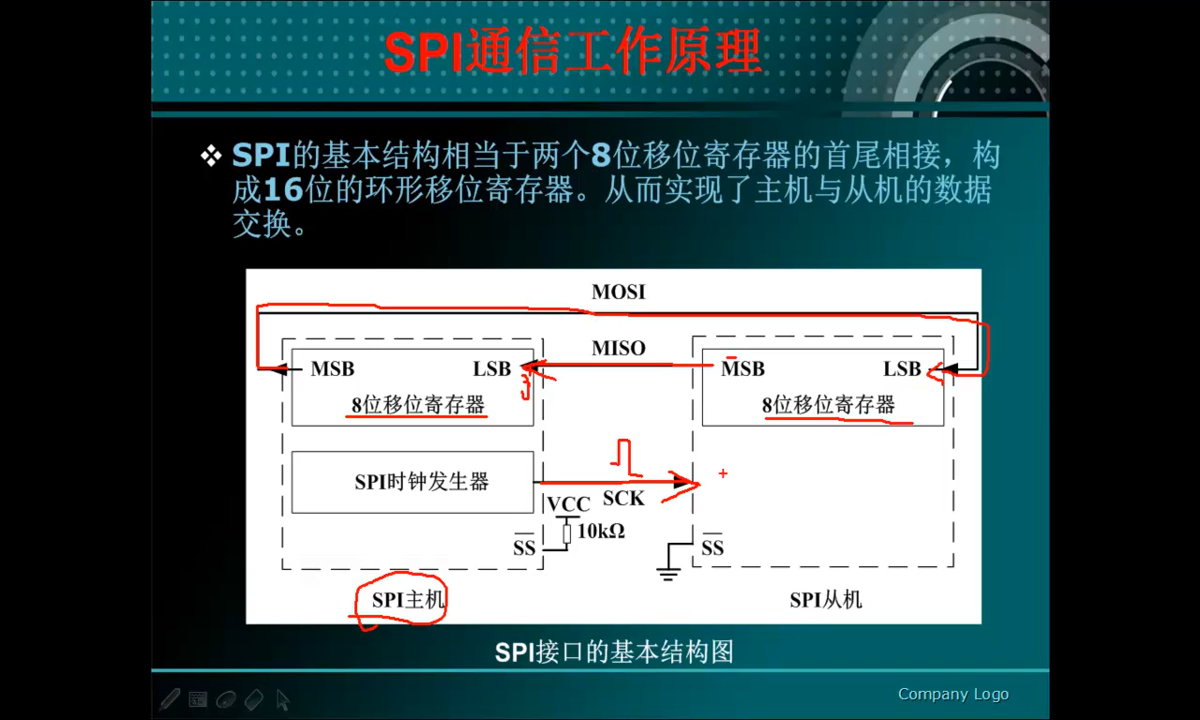 SPI通信工作原理
SPI的基本结构相当于两个8位移位寄存器的首尾相接，构
成16位的环形移位寄存器。从而实现了主机与从机的数据
交换。
MOSI
MISO
MSB LSB
8位移位寄存器
MSB LSB
8位移位寄存器
SPI时钟发生器
SCK
VCC
10kΩ
SS
SS
SPI主机
SPI从机
SPI接口的基本结构图
Company Logo